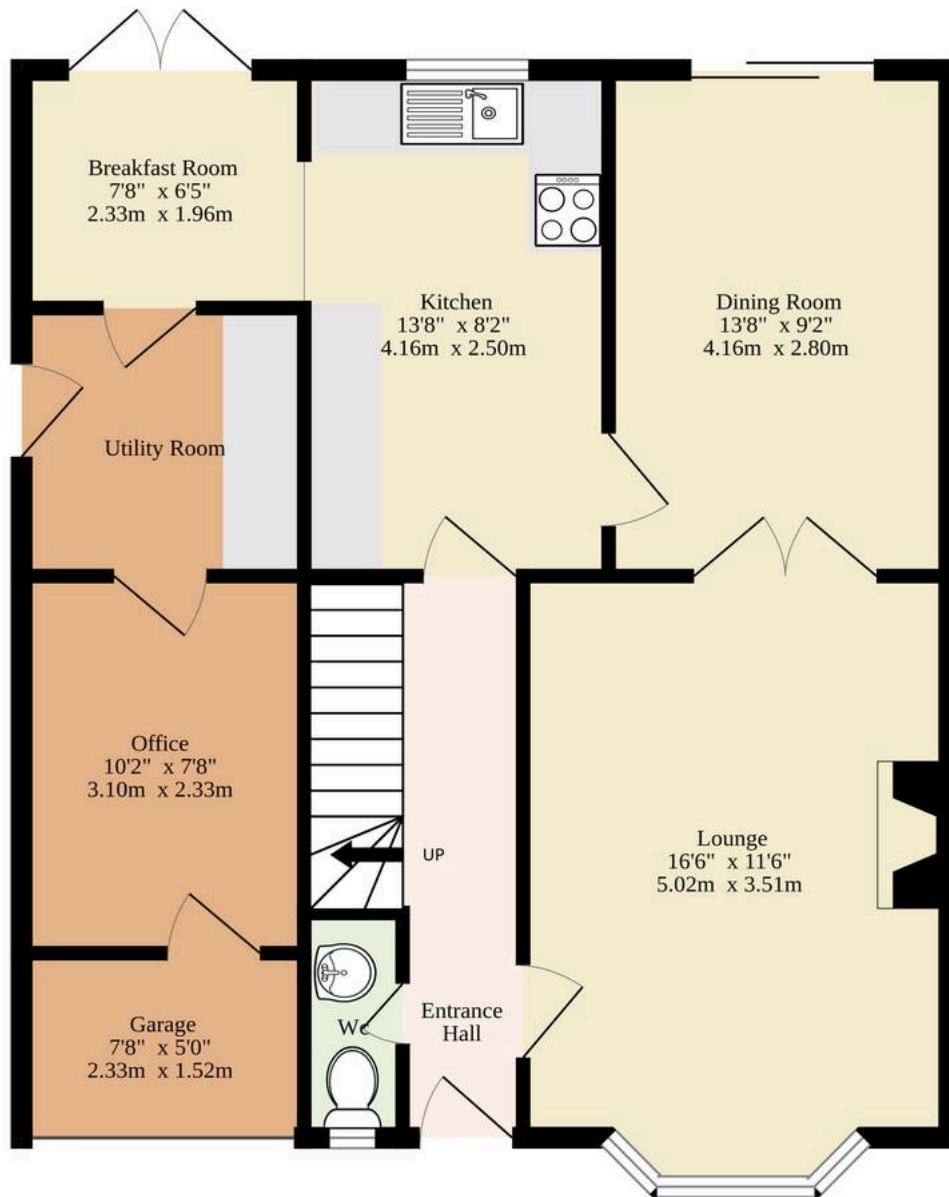 Breakfast Room
7'8" x 6'5"
2.33m x 1.96m
Kitchen
13'8" x 8'2"
4.16m x 2.50m
Dining Room
13'8" x 9'2"
4.16m x 2.80m
Utility Room
Office
10'2" x 7'8"
3.10m x 2.33m
Lounge
16'6" x 11'6"
5.02m x 3.51m
UP
Entrance
Hall
Garage
7'8" x 5'0"
2.33m x 1.52m